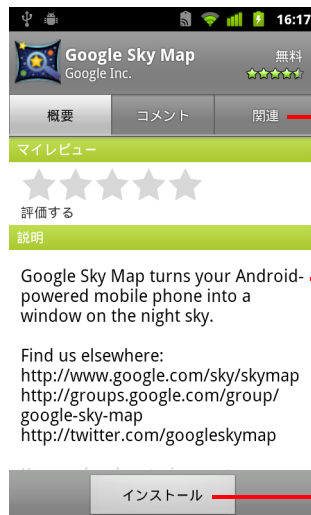 16:17
Google Sky Map
無料
Google Inc.
概要
コメント
関連
マイレビュー
評価する
説明
Google Sky Map turns your Android-
powered mobile phone into a
window on the night sky.
Find us elsewhere:
http://www.google.com/sky/skymap
http://groups.google.com/group/
google-sky-map
http://twitter.com/googleskymap
インストール